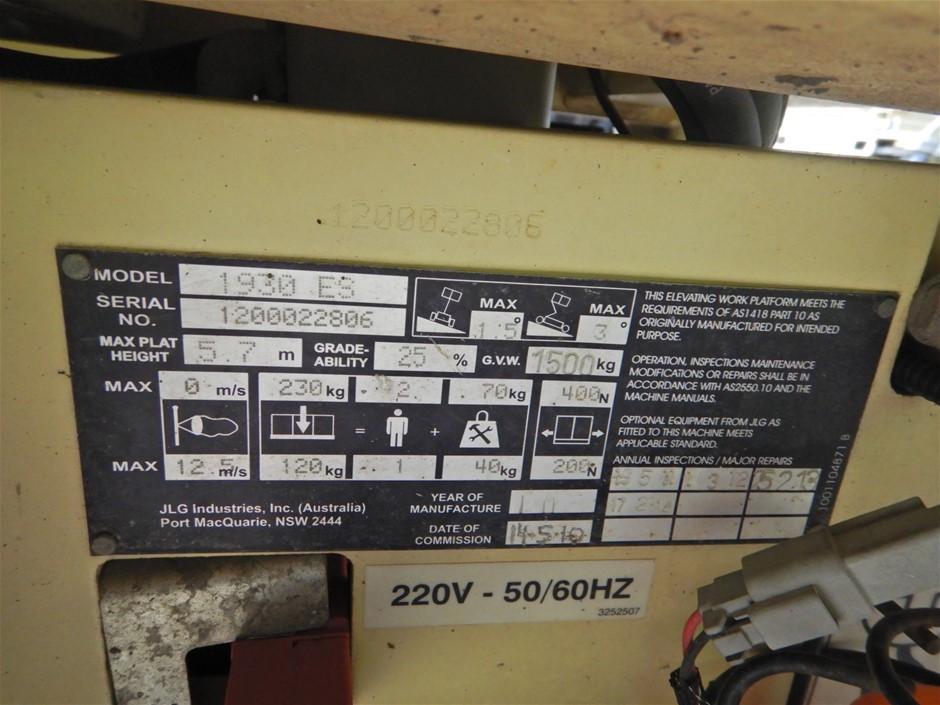 1200022806
MODEL 1930 ES
SERIAL NO. 1200022806
MAX PLAT HEIGHT 5.7 m
GRADE-ABILITY 25 %
G.V.W. 1500 kg
MAX 1.5°
MAX 3°
MAX 0 m/s 230 kg 2 70 kg 400 N
= +
MAX 12.5 m/s 120 kg 1 40 kg 200 N
JLG Industries, Inc. (Australia)
Port MacQuarie, NSW 2444
YEAR OF MANUFACTURE 10
DATE OF COMMISSION 14-5-10
THIS ELEVATING WORK PLATFORM MEETS THE
REQUIREMENTS OF AS1418 PART 10 AS
ORIGINALLY MANUFACTURED FOR INTENDED
PURPOSE.
OPERATION, INSPECTIONS MAINTENANCE
MODIFICATIONS OR REPAIRS SHALL BE IN
ACCORDANCE WITH AS2550.10 AND THE
MACHINE MANUALS.
OPTIONAL EQUIPMENT FROM JLG AS
FITTED TO THIS MACHINE MEETS
APPLICABLE STANDARD.
ANNUAL INSPECTIONS / MAJOR REPAIRS
1001104871 B
220V - 50/60HZ
3252507